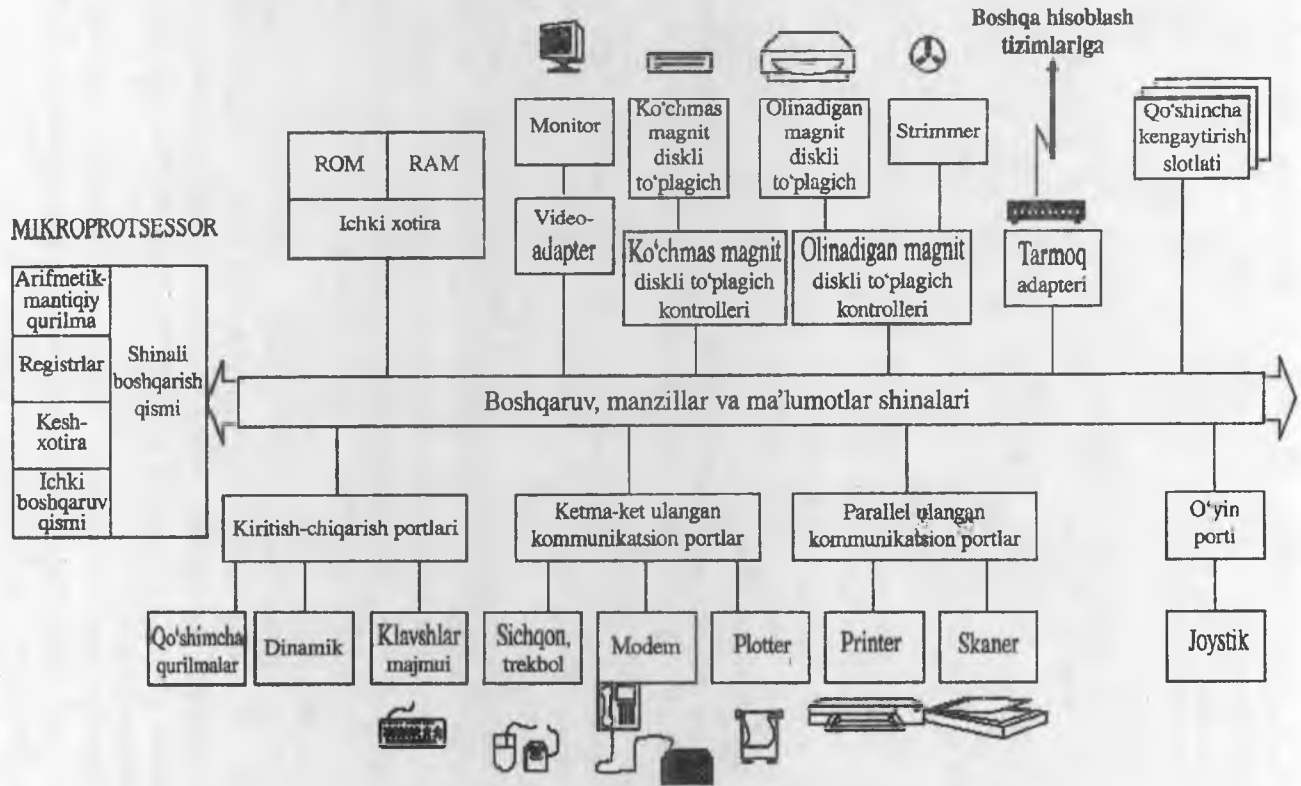 Boshqa hisoblash
tizimlariga
Monitor
Ko'chmas
magnit
diskli
to'plagich
Olinadigan
magnit
diskli
to'plagich
Strimmer
Qo'shincha
kengaytirish
slotlati
ROM
RAM
Ichki xotira
Video-
adapter
Ko'chmas magnit
diskli to'plagich
kontrolleri
Olinadigan magnit
diskli to'plagich
kontrolleri
Tarmoq
adapteri
MIKROPROTSESSOR
Arifmetik-
mantiqiy
qurilma
Registrlar
Kesh-
xotira
Ichki
boshqaruv
qismi
Shinali
boshqarish
qismi
Boshqaruv, manzillar va ma'lumotlar shinalari
Kiritish-chiqarish portlari
Ketma-ket ulangan
kommunikatsion portlar
Parallel ulangan
kommunikatsion portlar
O'yin
porti
Qo'shimcha
qurilmalar
Dinamik
Klavshlar
majmui
Sichqon,
trekbol
Modem
Plotter
Printer
Skaner
Joystik